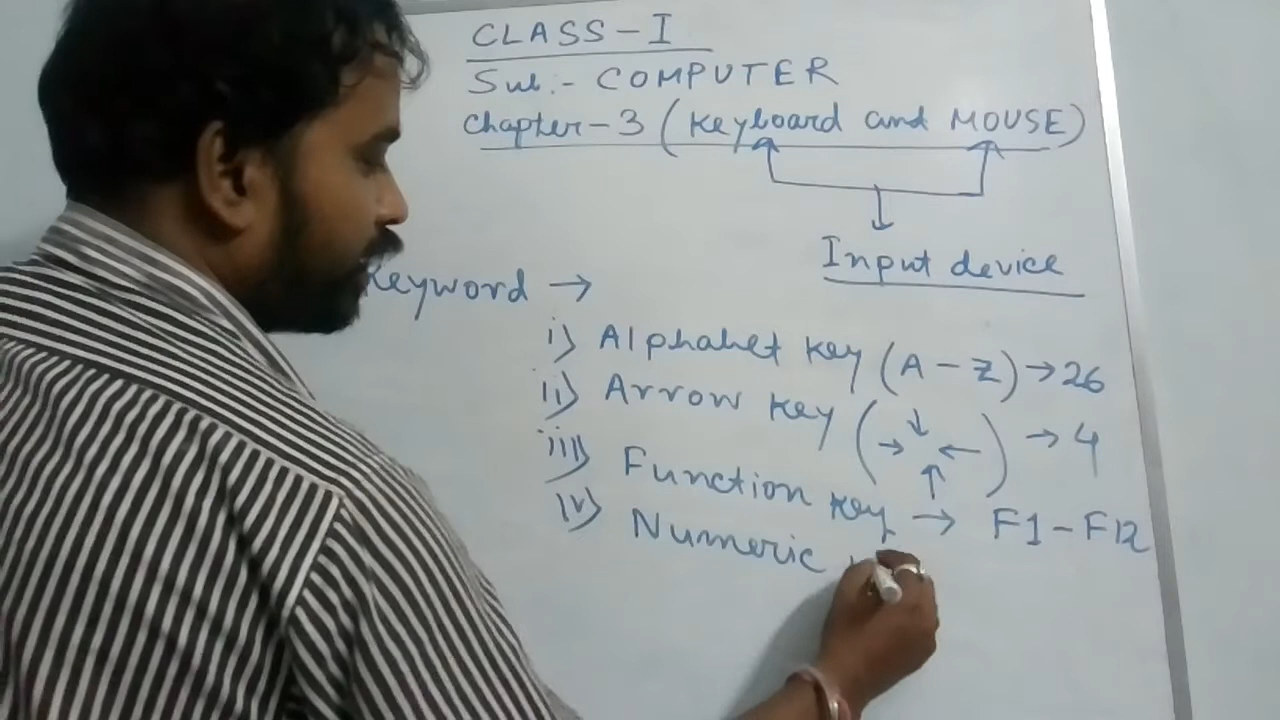 CLASS - I
Sub:- COMPUTER
Chapter-3 (Keyboard and MOUSE)
Input device
Keyword →
i) Alphabet key (A-Z) → 26
ii) Arrow key (→ ↓ ← ↑) → 4
iii) Function key → F1-F12
iv) Numeric